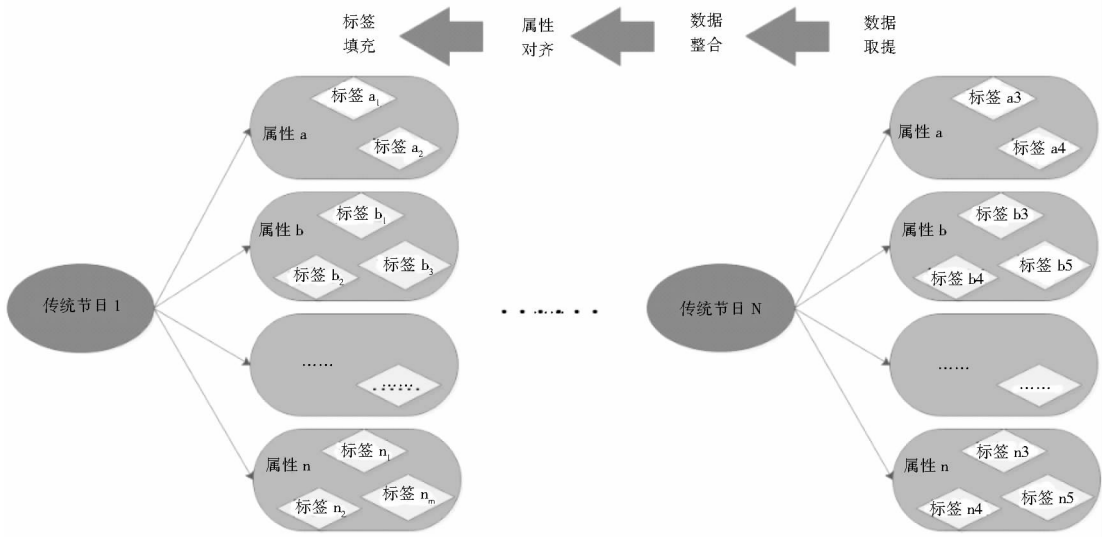 标签
填充
属性
对齐
数据
整合
数据
取提
标签 a₁
属性 a
标签 a₂
标签 b₁
属性 b
标签 b₂
标签 b₃
传统节日 1
……
……
标签 n₁
属性 n
标签 n₂
标签 nₘ
……
标签 a3
属性 a
标签 a4
标签 b3
属性 b
标签 b4
标签 b5
传统节日 N
……
……
标签 n3
属性 n
标签 n4
标签 n5